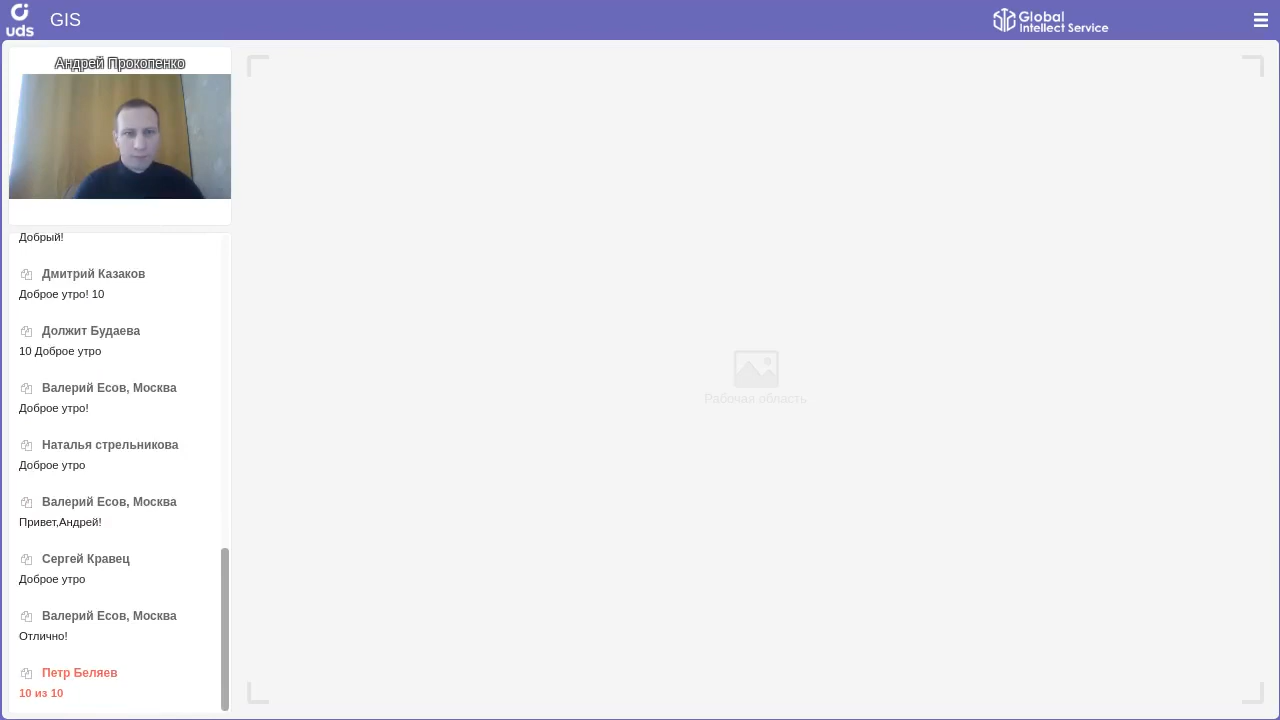 uds
GIS
Global
Intellect Service
Андрей Прокопенко
Добрый!
Дмитрий Казаков
Доброе утро! 10
Должит Будаева
10 Доброе утро
Валерий Есов, Москва
Доброе утро!
Наталья стрельникова
Доброе утро
Валерий Есов, Москва
Привет,Андрей!
Сергей Кравец
Доброе утро
Валерий Есов, Москва
Отлично!
Петр Беляев
10 из 10
Рабочая область